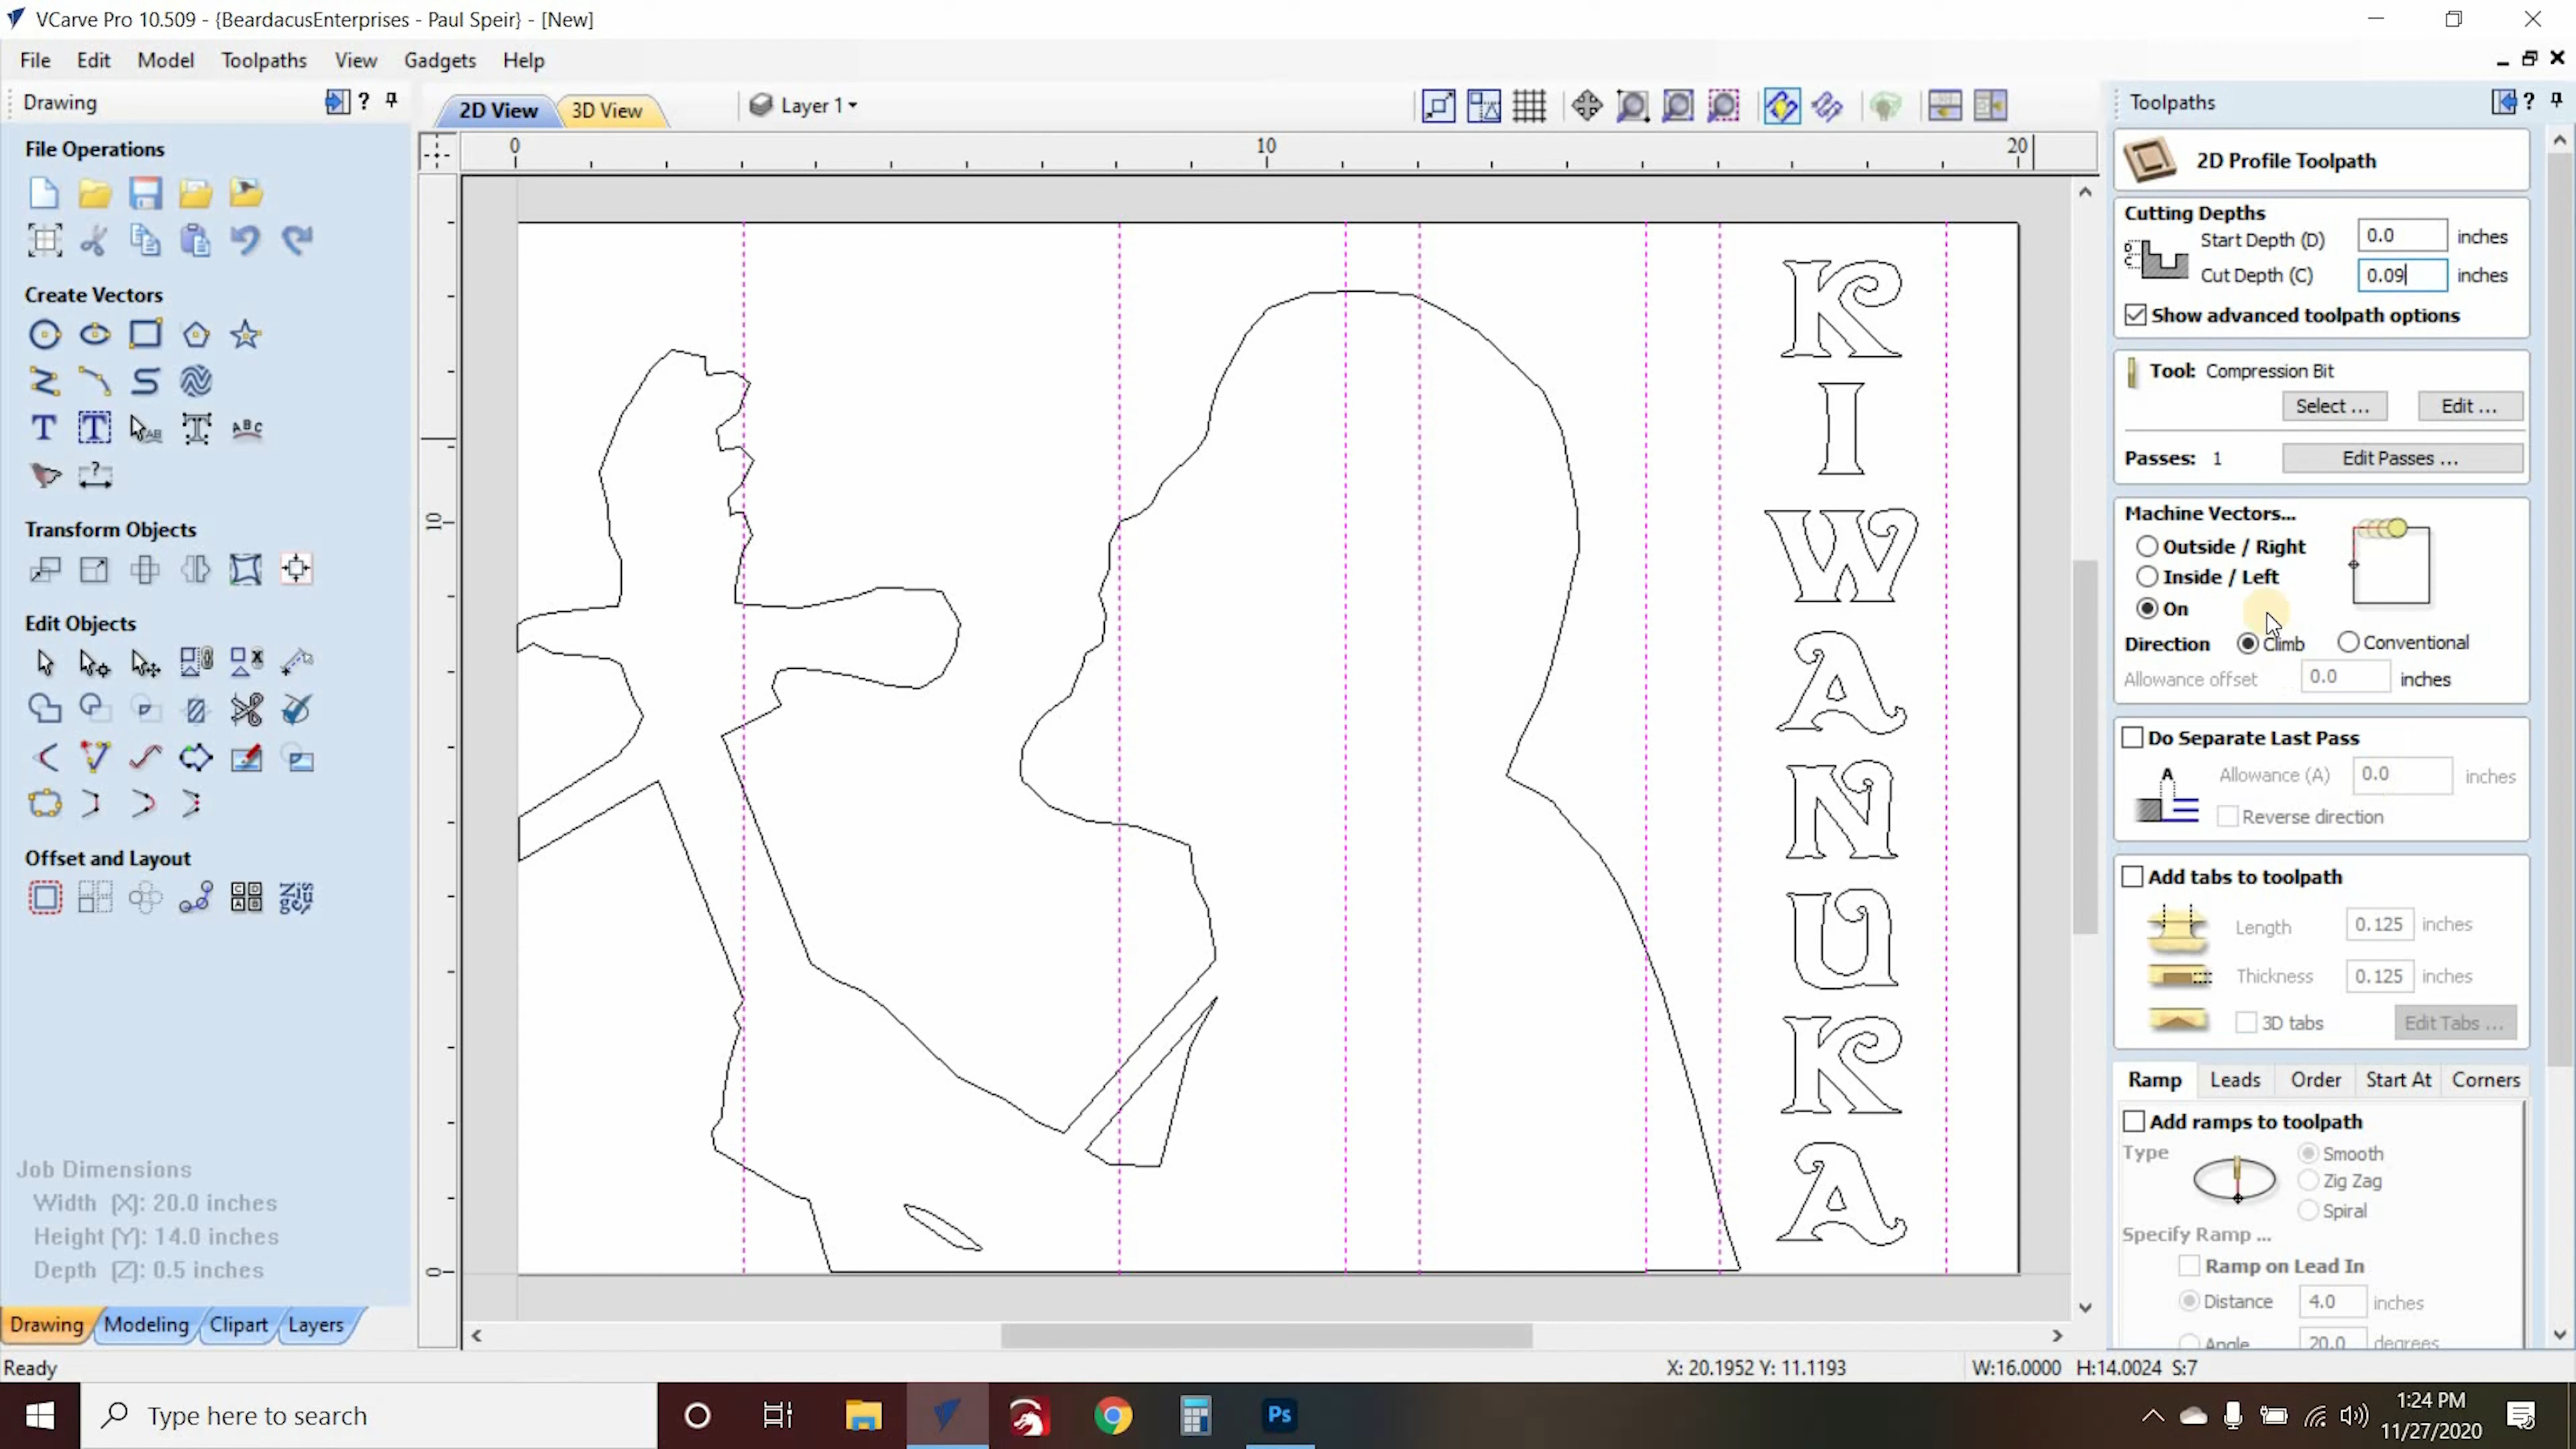 VCarve Pro 10.509 - {BeardacusEnterprises - Paul Speir} - [New]
File Edit Model Toolpaths View Gadgets Help
Drawing
2D View 3D View Layer 1
Toolpaths
File Operations
Create Vectors
Transform Objects
Edit Objects
Offset and Layout
Job Dimensions
Width (X): 20.0 inches
Height (Y): 14.0 inches
Depth (Z): 0.5 inches
Drawing Modeling Clipart Layers
0 10 20
10
0
K
I
W
A
N
U
K
A
2D Profile Toolpath
Cutting Depths
Start Depth (D) 0.0 inches
Cut Depth (C) 0.09 inches
Show advanced toolpath options
Tool: Compression Bit
Select ... Edit ...
Passes: 1 Edit Passes ...
Machine Vectors...
Outside / Right
Inside / Left
On
Direction Climb Conventional
Allowance offset 0.0 inches
Do Separate Last Pass
A Allowance (A) 0.0 inches
Reverse direction
Add tabs to toolpath
Length 0.125 inches
Thickness 0.125 inches
3D tabs Edit Tabs ...
Ramp Leads Order Start At Corners
Add ramps to toolpath
Type Smooth
Zig Zag
Spiral
Specify Ramp ...
Ramp on Lead In
Distance 4.0 inches
Angle 20.0 degrees
Ready X: 20.1952 Y: 11.1193 W:16.0000 H:14.0024 S:7
Type here to search
Ps
1:24 PM
11/27/2020